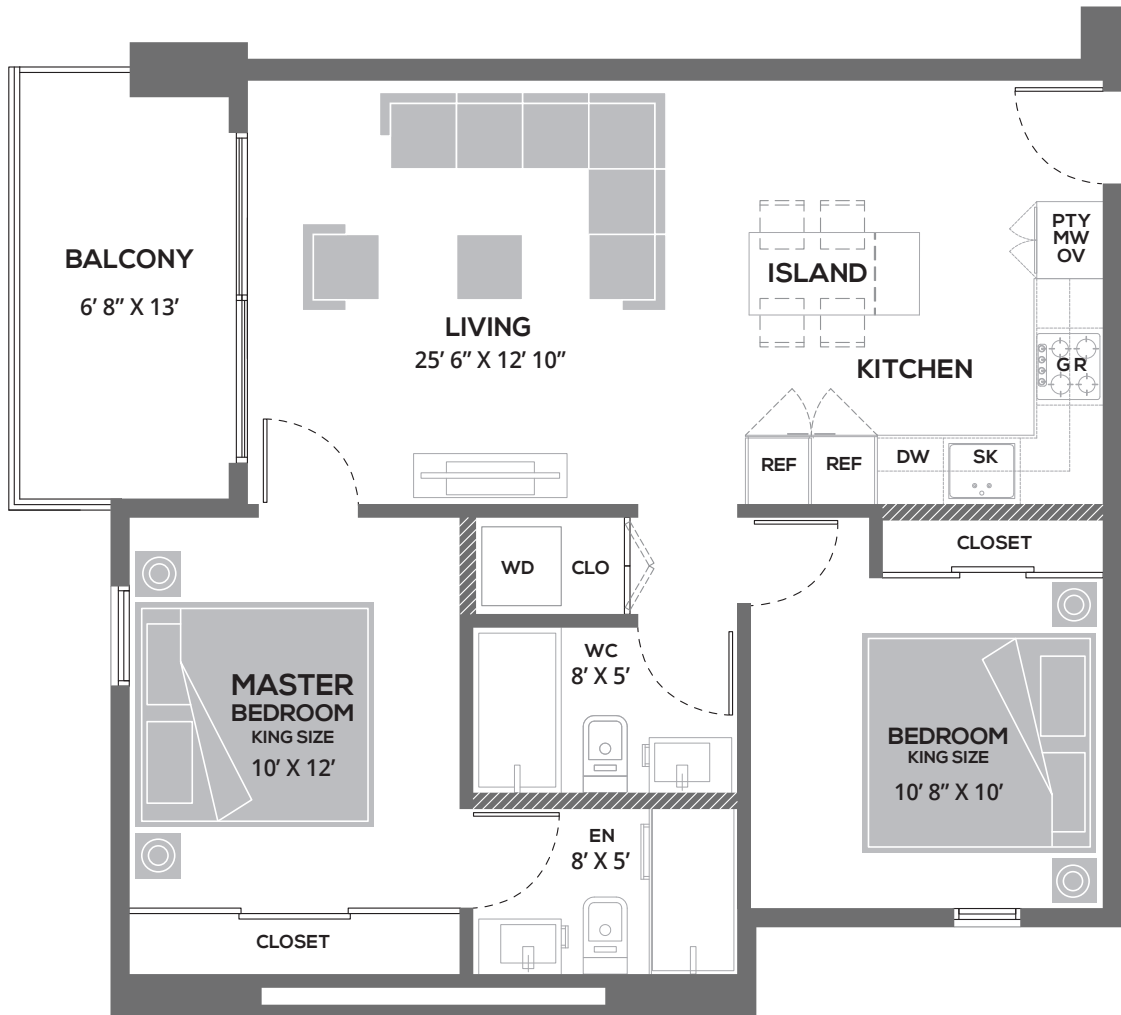 BALCONY
6’ 8” X 13’
LIVING
25’ 6” X 12’ 10”
ISLAND
KITCHEN
PTY
MW
OV
GR
REF
REF
DW
SK
CLOSET
WD
CLO
WC
8’ X 5’
MASTER
BEDROOM
KING SIZE
10’ X 12’
BEDROOM
KING SIZE
10’ 8” X 10’
EN
8’ X 5’
CLOSET